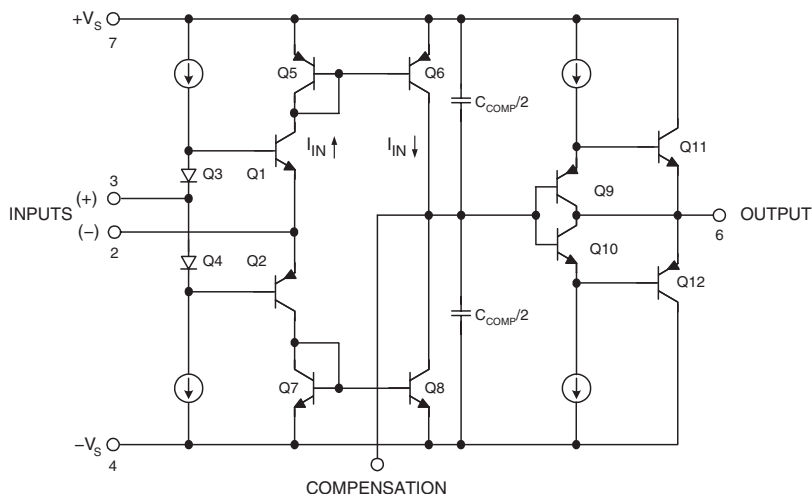 +VS
7
Q5
Q6
CCOMP/2
IIN
IIN
Q11
Q3
Q1
3
(+)
Q9
INPUTS
OUTPUT
6
(–)
2
Q4
Q2
Q10
Q12
CCOMP/2
Q7
Q8
–VS
4
COMPENSATION